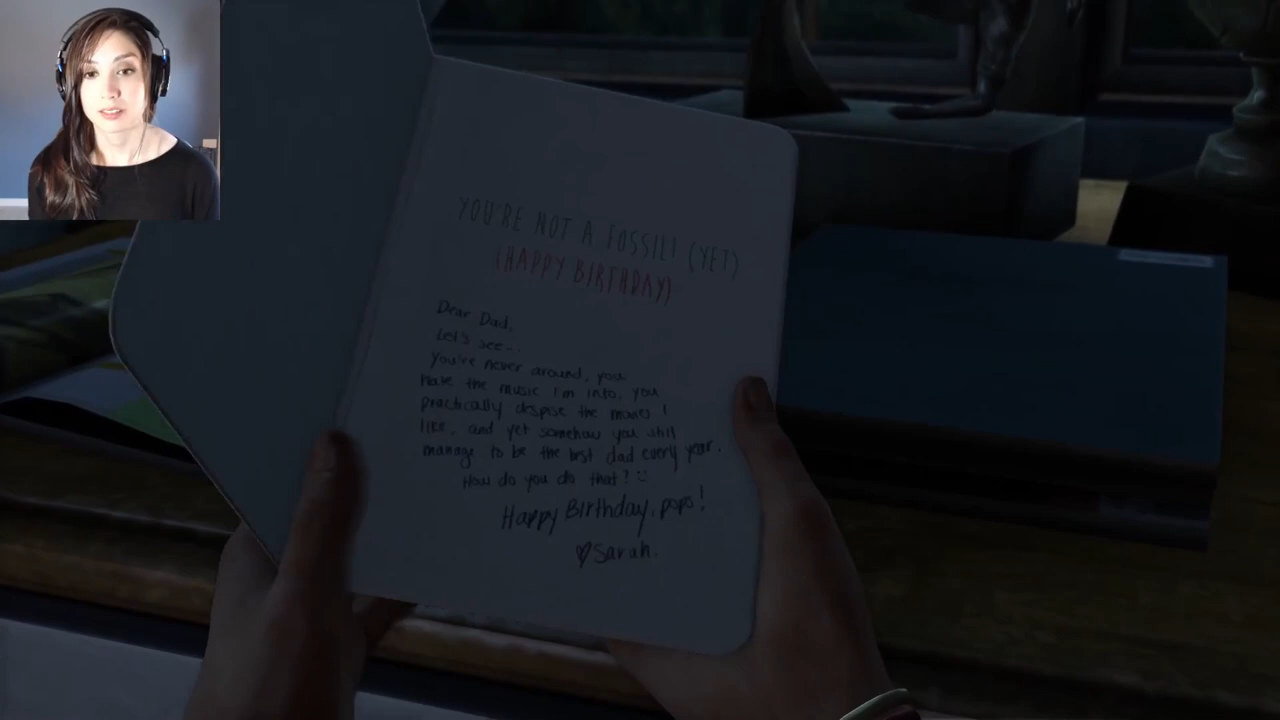 YOU'RE NOT A FOSSIL! (YET)
(HAPPY BIRTHDAY)
Dear Dad,
Let's see...
You're never around, you
hate the music I'm into, you
practically despise the movies I
like, and yet somehow you still
manage to be the best dad every year.
How do you do that? :)
Happy Birthday, pops!
♡ Sarah.